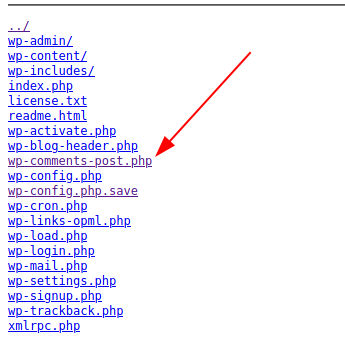 ../
wp-admin/
wp-content/
wp-includes/
index.php
license.txt
readme.html
wp-activate.php
wp-blog-header.php
wp-comments-post.php
wp-config.php
wp-config.php.save
wp-cron.php
wp-links-opml.php
wp-load.php
wp-login.php
wp-mail.php
wp-settings.php
wp-signup.php
wp-trackback.php
xmlrpc.php